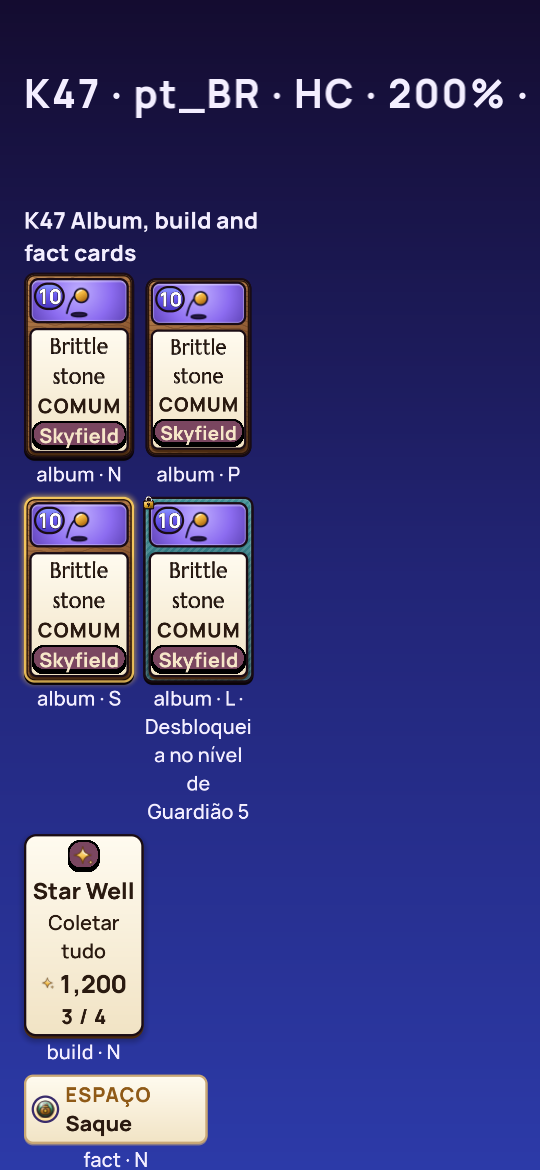 K47 · pt_BR · HC · 200% ·
K47 Album, build and
fact cards
10 10
Brittle Brittle
stone stone
COMUM COMUM
Skyfield Skyfield
album · N album · P
10 10
Brittle Brittle
stone stone
COMUM COMUM
Skyfield Skyfield
album · S album · L ·
Desbloquei
a no nível
de
Guardião 5
Star Well
Coletar
tudo
1,200
3 / 4
build · N
ESPAÇO
Saque
fact · N